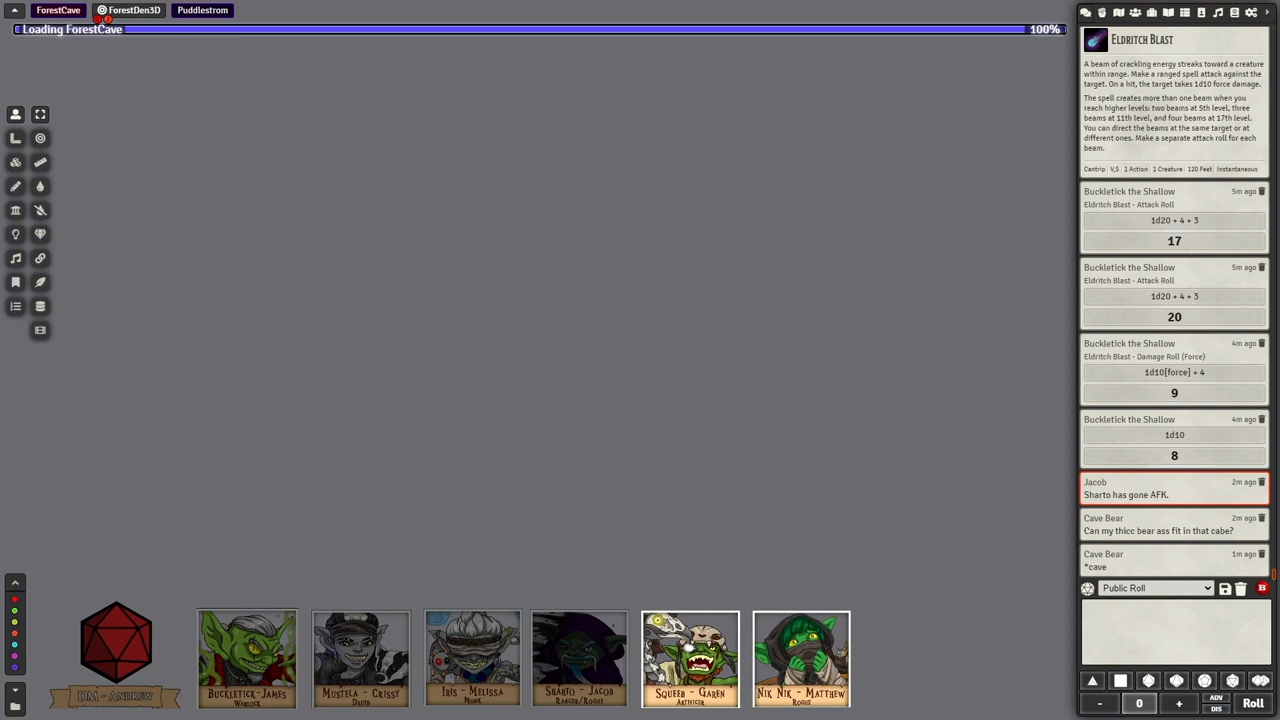 ForestCave ForestDen3D Puddlestrom
Loading ForestCave 100%
ELDRITCH BLAST
A beam of crackling energy streaks toward a creature
within range. Make a ranged spell attack against the
target. On a hit, the target takes 1d10 force damage.
The spell creates more than one beam when you
reach higher levels: two beams at 5th level, three
beams at 11th level, and four beams at 17th level.
You can direct the beams at the same target or at
different ones. Make a separate attack roll for each
beam.
Cantrip V,S 1 Action 1 Creature 120 Feet Instantaneous
Buckletick the Shallow 5m ago
Eldritch Blast - Attack Roll
1d20 + 4 + 3
17
Buckletick the Shallow 5m ago
Eldritch Blast - Attack Roll
1d20 + 4 + 3
20
Buckletick the Shallow 4m ago
Eldritch Blast - Damage Roll (Force)
1d10[force] + 4
9
Buckletick the Shallow 4m ago
1d10
8
Jacob 2m ago
Sharto has gone AFK.
Cave Bear 2m ago
Can my thicc bear ass fit in that cabe?
Cave Bear 1m ago
*cave
Public Roll
- 0 + ADV DIS Roll
DM - ANDREW
BUCKLETICK-JAMES
WARLOCK
MUSTELA - CRISSY
DRUID
IRIS - MELISSA
MONK
SHARTO - JACOB
RANGER/ROGUE
SQUEEB - GAREN
ARTIFICER
NIK NIK - MATTHEW
ROGUE